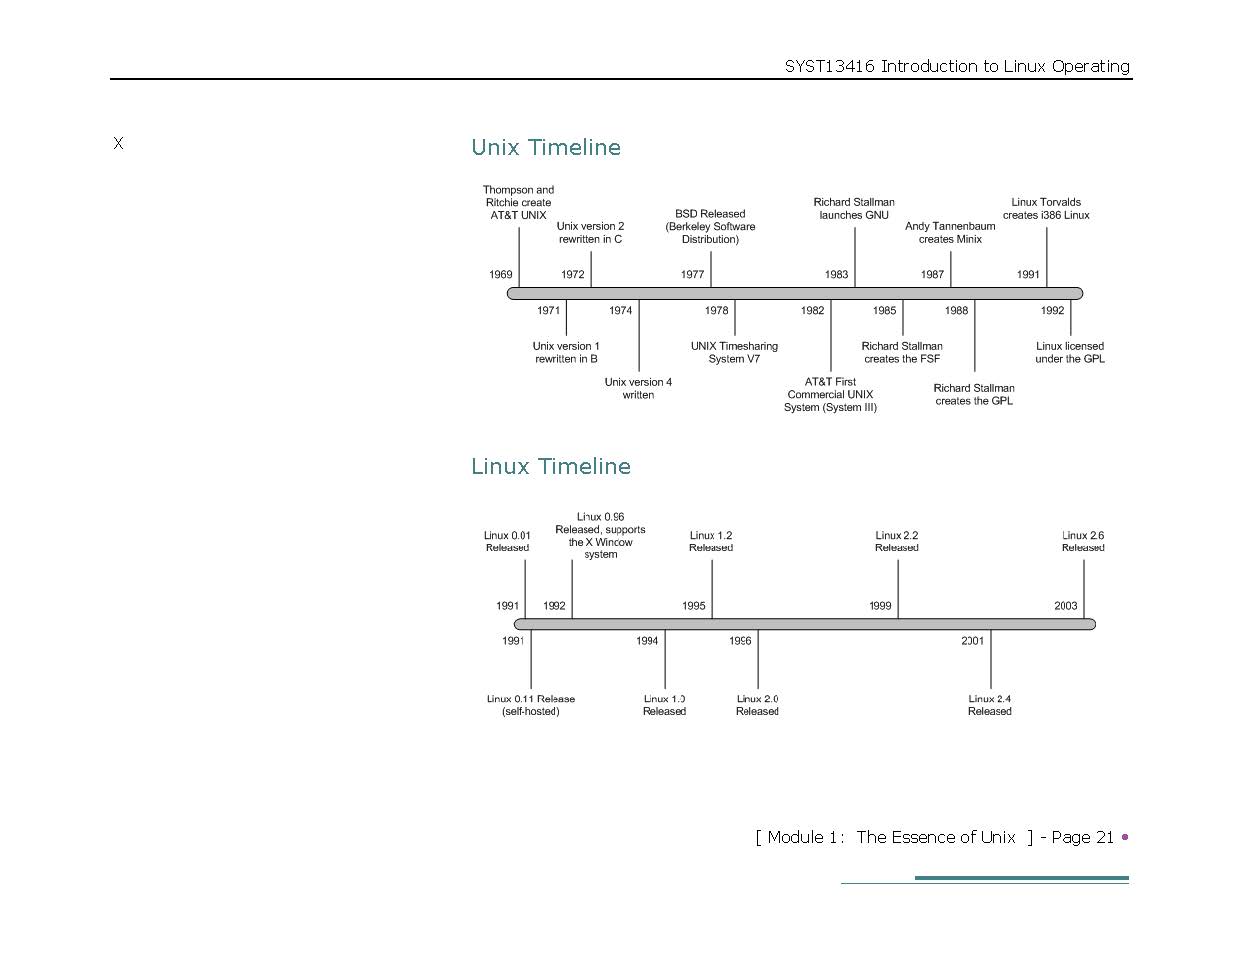 SYST13416 Introduction to Linux Operating
X
Unix Timeline
Thompson and
Ritchie create
AT&T UNIX
Unix version 2
rewritten in C
BSD Released
(Berkeley Software
Distribution)
Richard Stallman
launches GNU
Andy Tannenbaum
creates Minix
Linux Torvalds
creates i386 Linux
1969
1972
1977
1983
1987
1991
1971
1974
1978
1982
1985
1988
1992
Unix version 1
rewritten in B
Unix version 4
written
UNIX Timesharing
System V7
AT&T First
Commercial UNIX
System (System III)
Richard Stallman
creates the FSF
Richard Stallman
creates the GPL
Linux licensed
under the GPL
Linux Timeline
Linux 0.01
Released
Linux 0.96
Released, supports
the X Window
system
Linux 1.2
Released
Linux 2.2
Released
Linux 2.6
Released
1991
1992
1995
1999
2003
1991
1994
1996
2001
Linux 0.11 Release
(self-hosted)
Linux 1.0
Released
Linux 2.0
Released
Linux 2.4
Released
[ Module 1: The Essence of Unix ] - Page 21 •